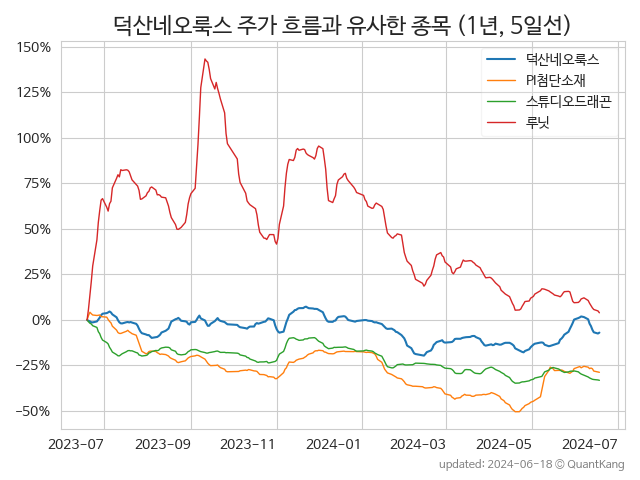 덕산네오룩스 주가 흐름과 유사한 종목 (1년, 5일선)
150%
125%
100%
75%
50%
25%
0%
−25%
−50%
덕산네오룩스
PI첨단소재
스튜디오드래곤
루닛
2023-07 2023-09 2023-11 2024-01 2024-03 2024-05 2024-07
updated: 2024-06-18 © QuantKang